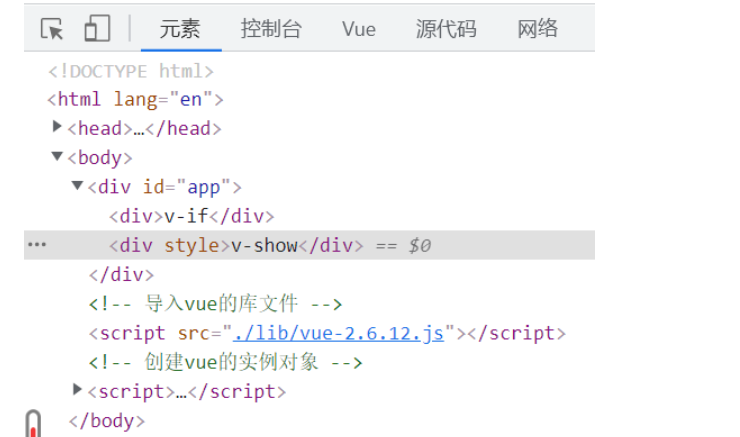 元素 控制台 Vue 源代码 网络
<!DOCTYPE html>
<html lang="en">
▶<head>…</head>
▼<body>
▼<div id="app">
<div>v-if</div>
••• <div style>v-show</div> == $0
</div>
<!-- 导入vue的库文件 -->
<script src="./lib/vue-2.6.12.js"></script>
<!-- 创建vue的实例对象 -->
▶<script>…</script>
</body>